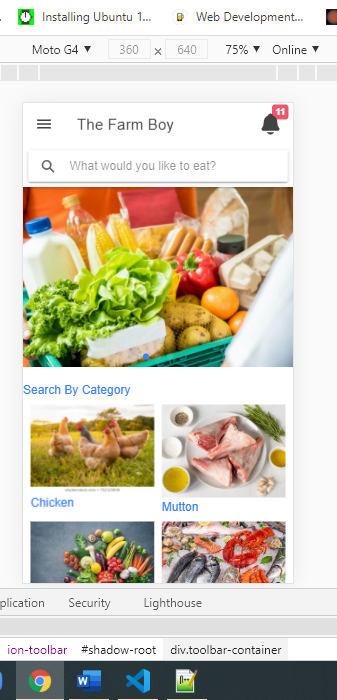 Installing Ubuntu 1... Web Development...
Moto G4 ▼ 360 × 640 75% ▼ Online ▼
11
The Farm Boy
What would you like to eat?
Search By Category
Chicken
Mutton
plication Security Lighthouse
ion-toolbar #shadow-root div.toolbar-container